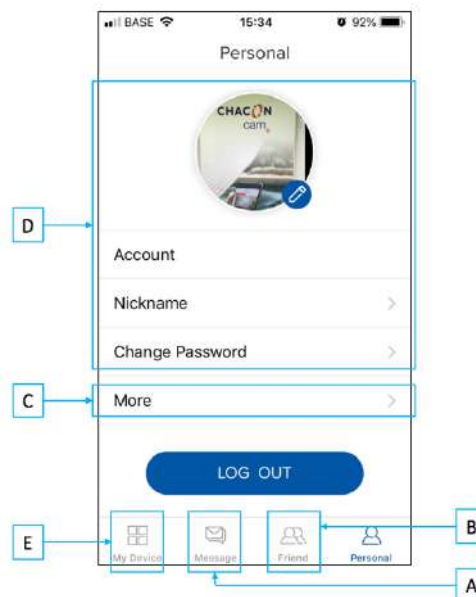 BASE 15:34 92%
Personal
CHACON
cam
D
Account
Nickname
Change Password
C
More
LOG OUT
B
E
My Device Message Friend Personal
A